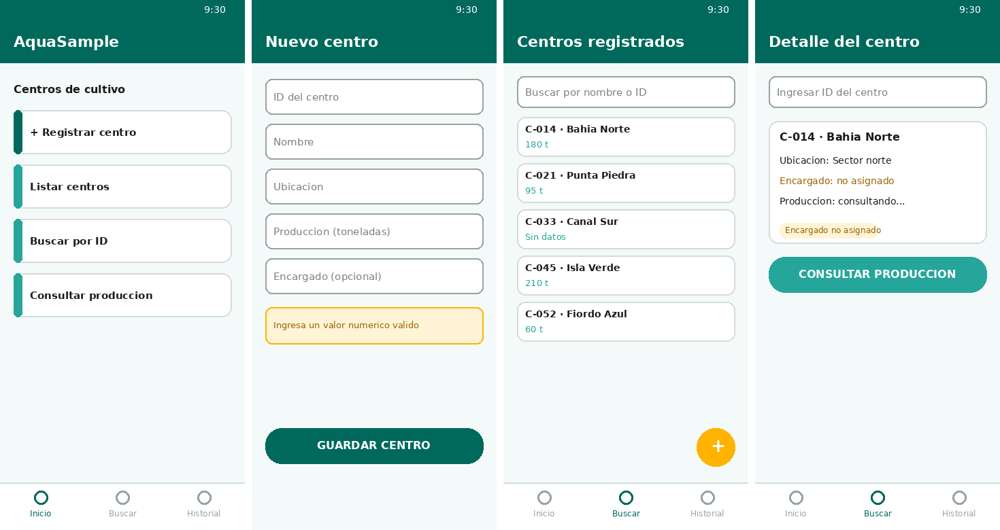 9:30
AquaSample
Centros de cultivo
+ Registrar centro
Listar centros
Buscar por ID
Consultar produccion
Inicio
Buscar
Historial
9:30
Nuevo centro
ID del centro
Nombre
Ubicacion
Produccion (toneladas)
Encargado (opcional)
Ingresa un valor numerico valido
GUARDAR CENTRO
9:30
Centros registrados
Buscar por nombre o ID
C-014 · Bahia Norte
180 t
C-021 · Punta Piedra
95 t
C-033 · Canal Sur
Sin datos
C-045 · Isla Verde
210 t
C-052 · Fiordo Azul
60 t
+
Inicio
Buscar
Historial
9:30
Detalle del centro
Ingresar ID del centro
C-014 · Bahia Norte
Ubicacion: Sector norte
Encargado: no asignado
Produccion: consultando...
Encargado no asignado
CONSULTAR PRODUCCION
Inicio
Buscar
Historial